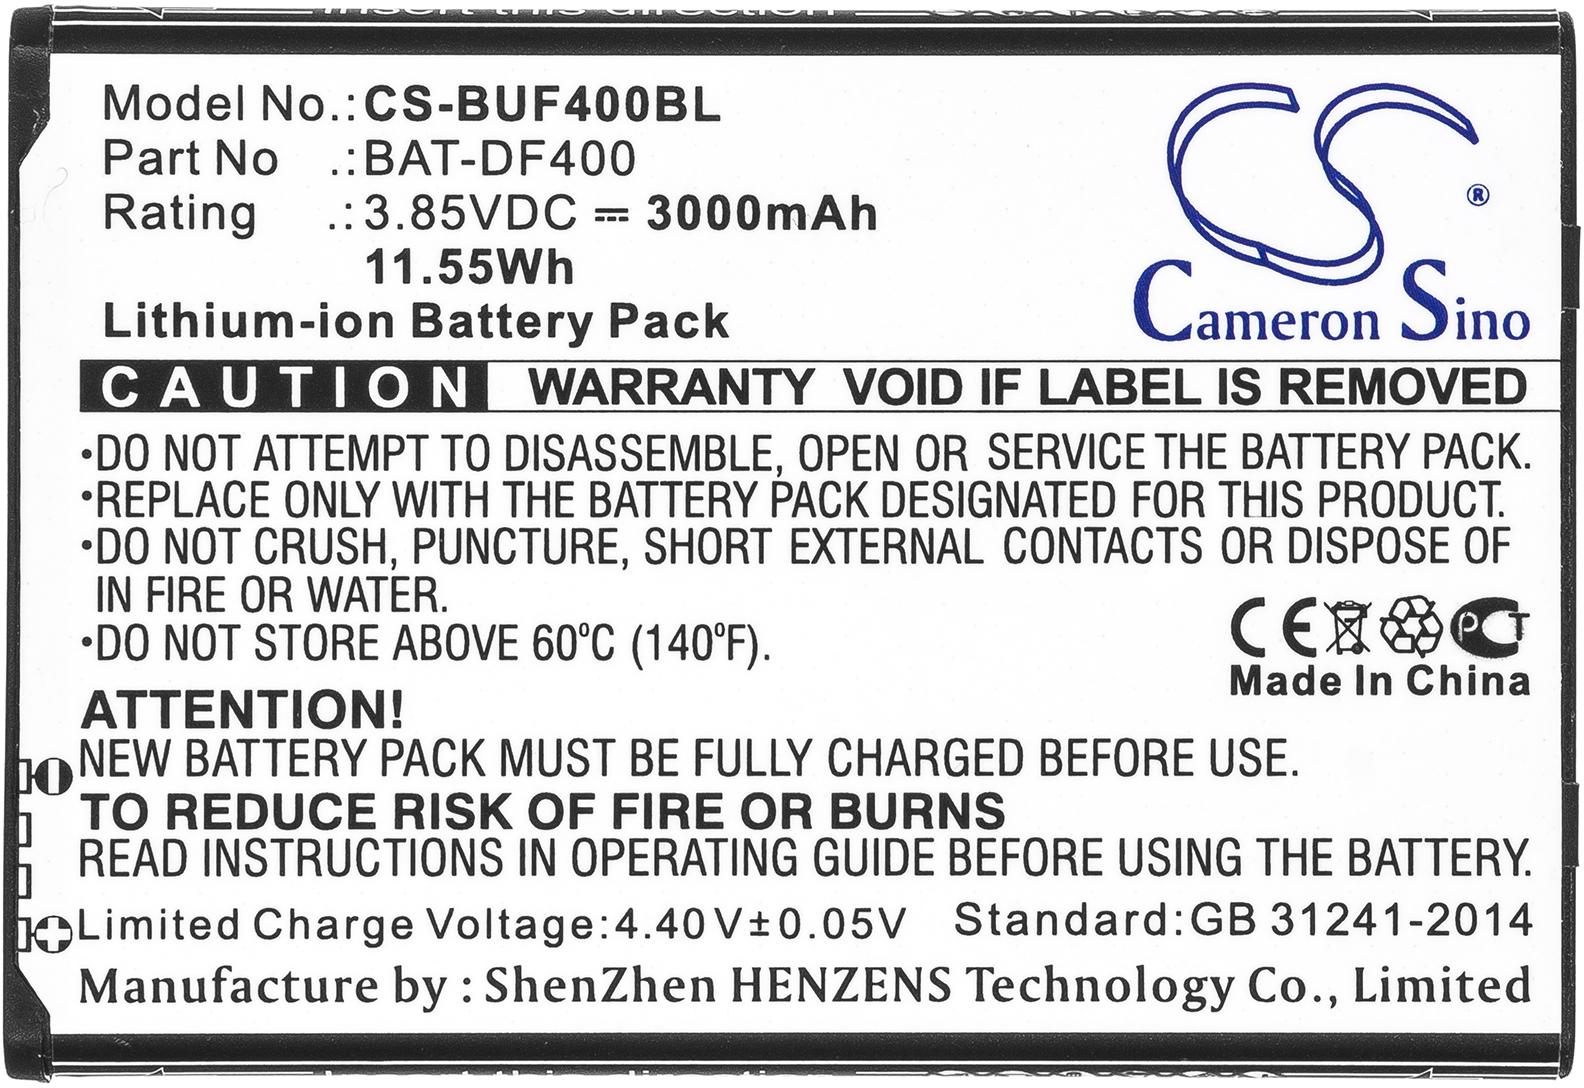 Insert this direction
Model No.:CS-BUF400BL
Part No .:BAT-DF400
Rating .:3.85VDC ⎓ 3000mAh
11.55Wh
Lithium-ion Battery Pack
CS ®
Cameron Sino
CAUTION WARRANTY VOID IF LABEL IS REMOVED
•DO NOT ATTEMPT TO DISASSEMBLE, OPEN OR SERVICE THE BATTERY PACK.
•REPLACE ONLY WITH THE BATTERY PACK DESIGNATED FOR THIS PRODUCT.
•DO NOT CRUSH, PUNCTURE, SHORT EXTERNAL CONTACTS OR DISPOSE OF
IN FIRE OR WATER.
•DO NOT STORE ABOVE 60°C (140°F).
CE PCT
Made In China
ATTENTION!
NEW BATTERY PACK MUST BE FULLY CHARGED BEFORE USE.
TO REDUCE RISK OF FIRE OR BURNS
READ INSTRUCTIONS IN OPERATING GUIDE BEFORE USING THE BATTERY.
Limited Charge Voltage:4.40V±0.05V Standard:GB 31241-2014
Manufacture by : ShenZhen HENZENS Technology Co., Limited